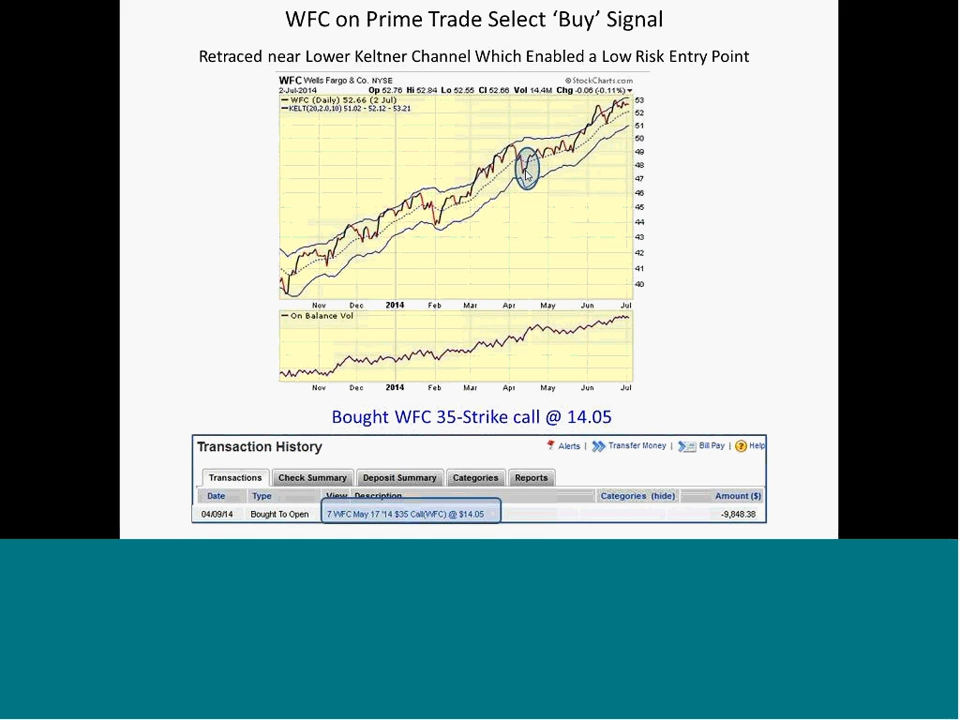 WFC on Prime Trade Select ‘Buy’ Signal
Retraced near Lower Keltner Channel Which Enabled a Low Risk Entry Point
WFC Wells Fargo & Co. NYSE © StockCharts.com
2-Jul-2014 Op 52.76 Hi 52.84 Lo 52.55 Cl 52.66 Vol 14.4M Chg -0.06 (-0.11%)
WFC (Daily) 52.66 (2 Jul)
KELT(20,2.0,10) 51.02 - 52.12 - 53.21
53
52
51
50
49
48
47
46
45
44
43
42
41
40
Nov Dec 2014 Feb Mar Apr May Jun Jul
On Balance Vol
Nov Dec 2014 Feb Mar Apr May Jun Jul
Bought WFC 35-Strike call @ 14.05
Transaction History Alerts | Transfer Money | Bill Pay | Help
Transactions Check Summary Deposit Summary Categories Reports
Date Type View Description Categories (hide) Amount ($)
04/09/14 Bought To Open 7 WFC May 17 '14 $35 Call(WFC) @ $14.05 -9,848.38